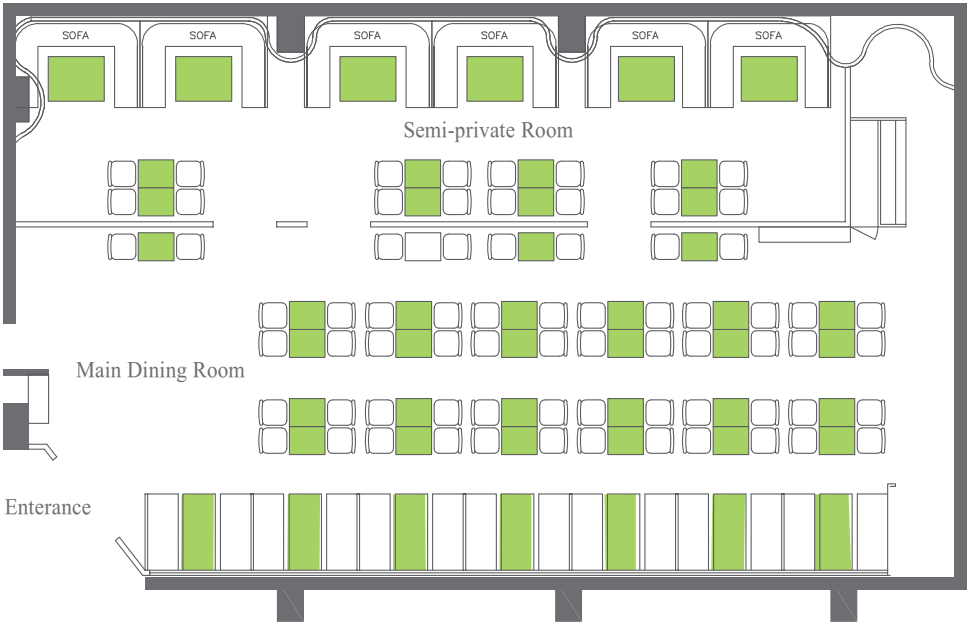 SOFA
SOFA
SOFA
SOFA
SOFA
SOFA
Semi-private Room
Main Dining Room
Enterance